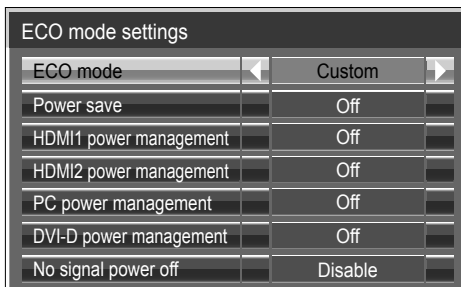 ECO mode settings
ECO mode Custom
Power save Off
HDMI1 power management Off
HDMI2 power management Off
PC power management Off
DVI-D power management Off
No signal power off Disable